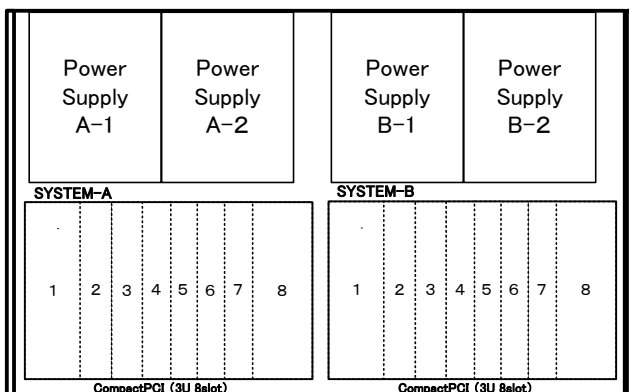 Power
Supply
A-1
Power
Supply
A-2
Power
Supply
B-1
Power
Supply
B-2
SYSTEM-A
SYSTEM-B
1 2 3 4 5 6 7 8
1 2 3 4 5 6 7 8
CompactPCI (3U 8slot)
CompactPCI (3U 8slot)